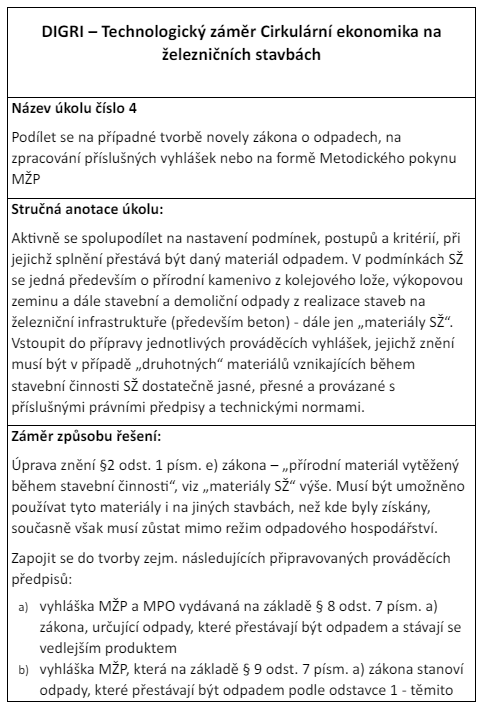 DIGRI – Technologický záměr Cirkulární ekonomika na
železničních stavbách
Název úkolu číslo 4
Podílet se na případné tvorbě novely zákona o odpadech, na
zpracování příslušných vyhlášek nebo na formě Metodického pokynu
MŽP
Stručná anotace úkolu:
Aktivně se spolupodílet na nastavení podmínek, postupů a kritérií, při
jejichž splnění přestává být daný materiál odpadem. V podmínkách SŽ
se jedná především o přírodní kamenivo z kolejového lože, výkopovou
zeminu a dále stavební a demoliční odpady z realizace staveb na
železniční infrastruktuře (především beton) - dále jen „materiály SŽ“.
Vstoupit do přípravy jednotlivých prováděcích vyhlášek, jejichž znění
musí být v případě „druhotných“ materiálů vznikajících během
stavební činnosti SŽ dostatečně jasné, přesné a provázané s
příslušnými právními předpisy a technickými normami.
Záměr způsobu řešení:
Úprava znění §2 odst. 1 písm. e) zákona – „přírodní materiál vytěžený
během stavební činnosti“, viz „materiály SŽ“ výše. Musí být umožněno
používat tyto materiály i na jiných stavbách, než kde byly získány,
současně však musí zůstat mimo režim odpadového hospodářství.
Zapojit se do tvorby zejm. následujících připravovaných prováděcích
předpisů:
a) vyhláška MŽP a MPO vydávaná na základě § 8 odst. 7 písm. a)
zákona, určující odpady, které přestávají být odpadem a stávají se
vedlejším produktem
b) vyhláška MŽP, která na základě § 9 odst. 7 písm. a) zákona stanoví
odpady, které přestávají být odpadem podle odstavce 1 - těmito